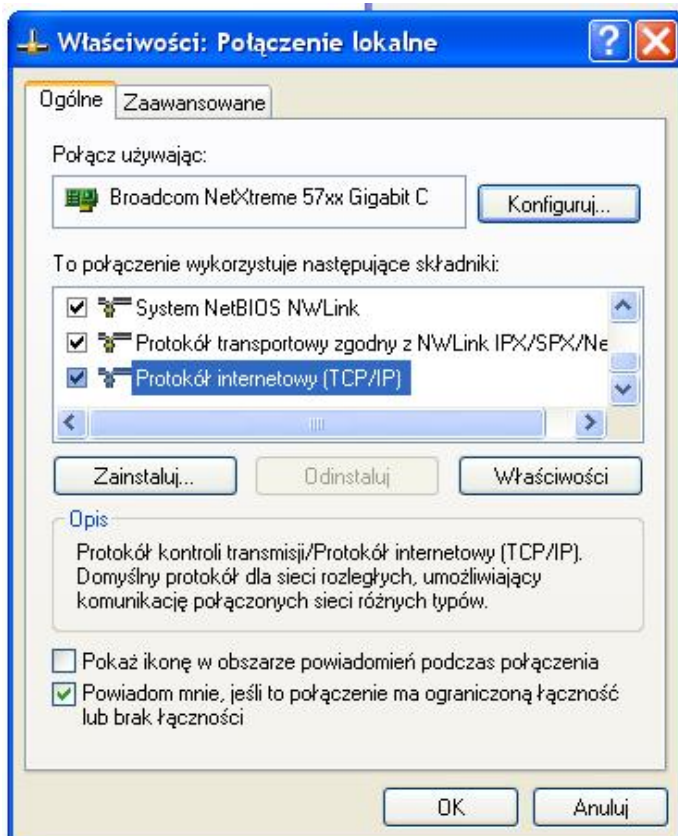 Właściwości: Połączenie lokalne
Ogólne
Zaawansowane
Połącz używając:
Broadcom NetXtreme 57xx Gigabit C
Konfiguruj...
To połączenie wykorzystuje następujące składniki:
System NetBIOS NWLink
Protokół transportowy zgodny z NWLink IPX/SPX/Ne
Protokół internetowy (TCP/IP)
Zainstaluj...
Odinstaluj
Właściwości
Opis
Protokół kontroli transmisji/Protokół internetowy (TCP/IP).
Domyślny protokół dla sieci rozległych, umożliwiający
komunikację połączonych sieci różnych typów.
Pokaż ikonę w obszarze powiadomień podczas połączenia
Powiadom mnie, jeśli to połączenie ma ograniczoną łączność
lub brak łączności
OK
Anuluj